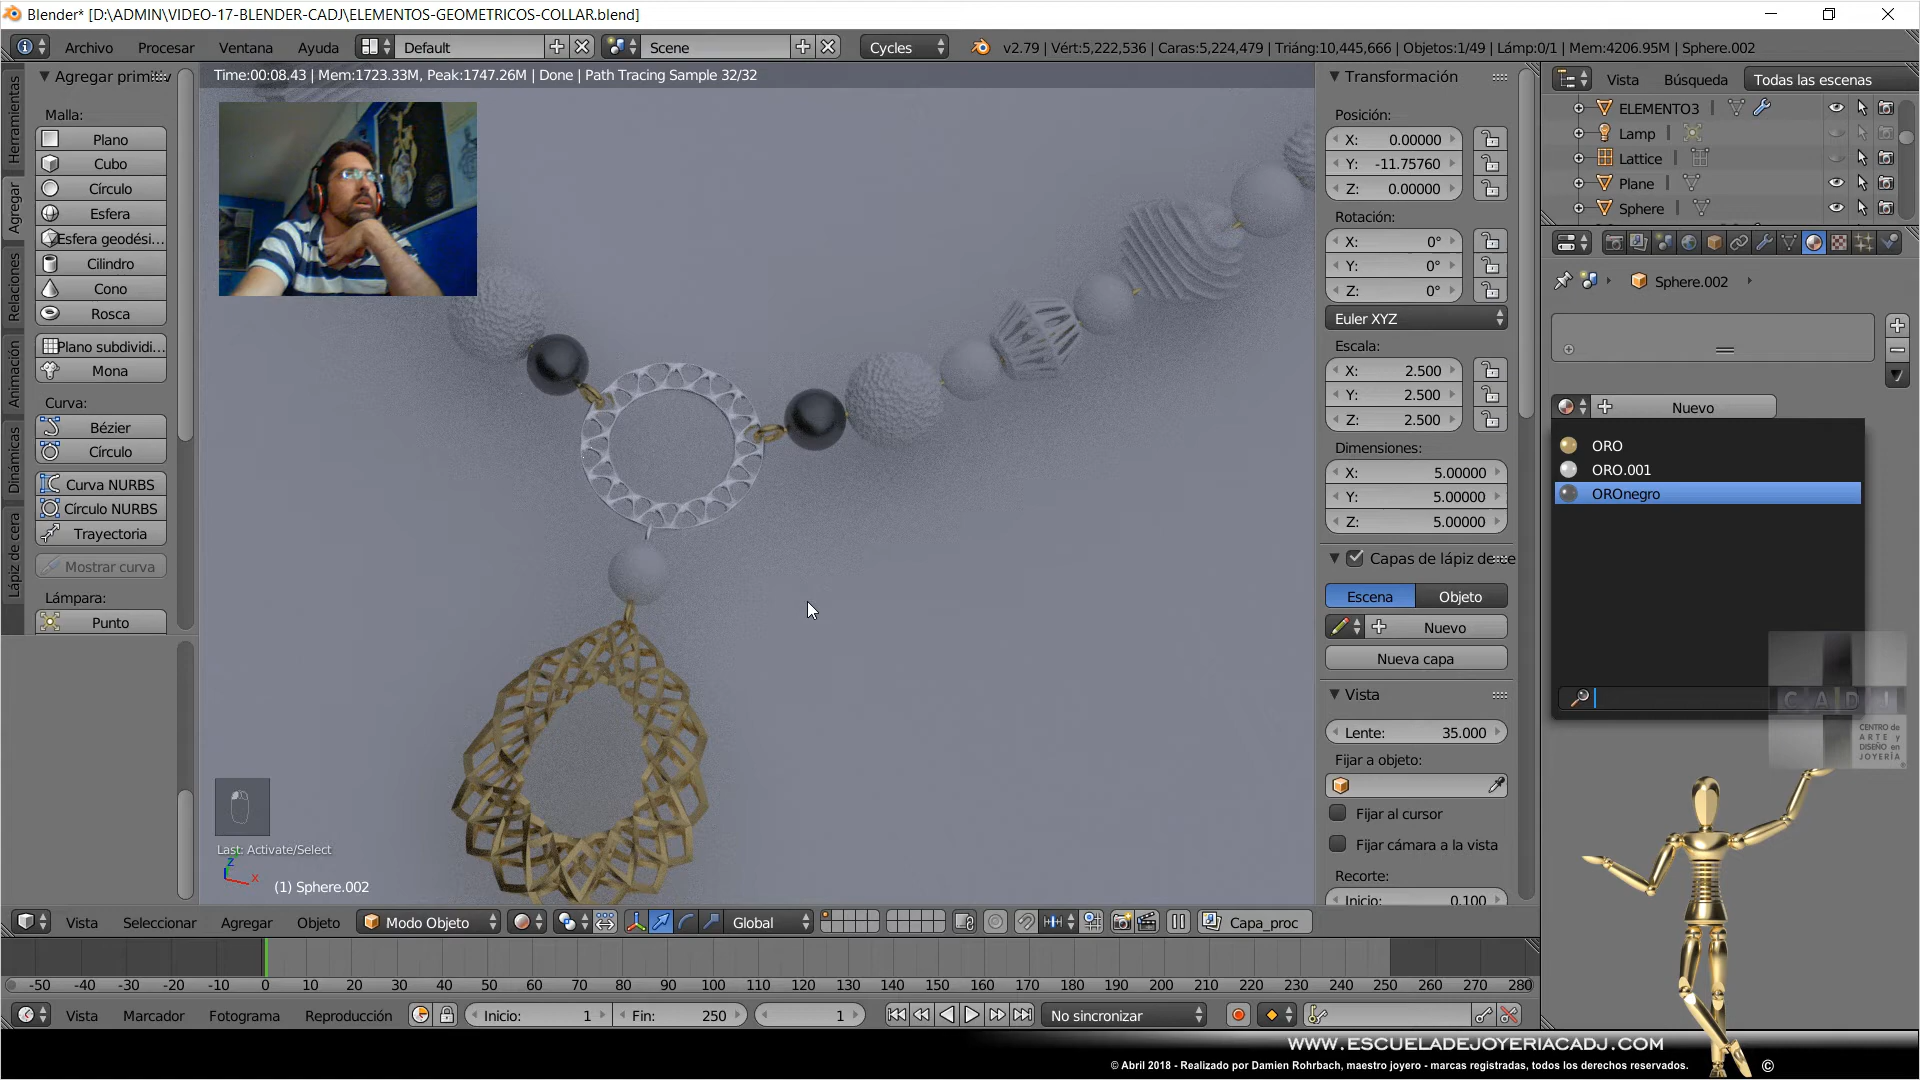 Blender* [D:\ADMIN\VIDEO-17-BLENDER-CADJ\ELEMENTOS-GEOMETRICOS-COLLAR.blend]
Archivo Procesar Ventana Ayuda Default Scene Cycles v2.79 | Vért:5,222,536 | Caras:5,224,479 | Triáng:10,445,666 | Objetos:1/49 | Lámp:0/1 | Mem:4206.95M | Sphere.002
Time:00:08.43 | Mem:1723.33M, Peak:1747.26M | Done | Path Tracing Sample 32/32
Herramientas
Agregar
Relaciones
Animación
Dinámicas
Lápiz de cera
Agregar primitiv
Malla:
Plano
Cubo
Círculo
Esfera
Esfera geodési...
Cilindro
Cono
Rosca
Plano subdividi...
Mona
Curva:
Bézier
Círculo
Curva NURBS
Círculo NURBS
Trayectoria
Mostrar curva
Lámpara:
Punto
Last: Activate/Select
z
x
(1) Sphere.002
Transformación
Posición:
X: 0.00000
Y: -11.75760
Z: 0.00000
Rotación:
X: 0°
Y: 0°
Z: 0°
Euler XYZ
Escala:
X: 2.500
Y: 2.500
Z: 2.500
Dimensiones:
X: 5.00000
Y: 5.00000
Z: 5.00000
Capas de lápiz de
Escena Objeto
Nuevo
Nueva capa
Vista
Lente: 35.000
Fijar a objeto:
Fijar al cursor
Fijar cámara a la vista
Recorte:
Inicio: 0.100
Vista Búsqueda Todas las escenas
ELEMENTO3
Lamp
Lattice
Plane
Sphere
Sphere.002
Nuevo
ORO
ORO.001
OROnegro
CADJ
CENTRO de
ARTE y
DISEÑO en
JOYERÍA
Vista Seleccionar Agregar Objeto Modo Objeto Global Capa_proc
-50 -40 -30 -20 -10 0 10 20 30 40 50 60 70 80 90 100 110 120 130 140 150 160 170 180 190 200 210 220 230 240 250 260 270 280
Vista Marcador Fotograma Reproducción Inicio: 1 Fin: 250 1 No sincronizar
WWW.ESCUELADEJOYERIACADJ.COM
© Abril 2018 - Realizado por Damien Rohrbach, maestro joyero - marcas registradas, todos los derechos reservados. ©